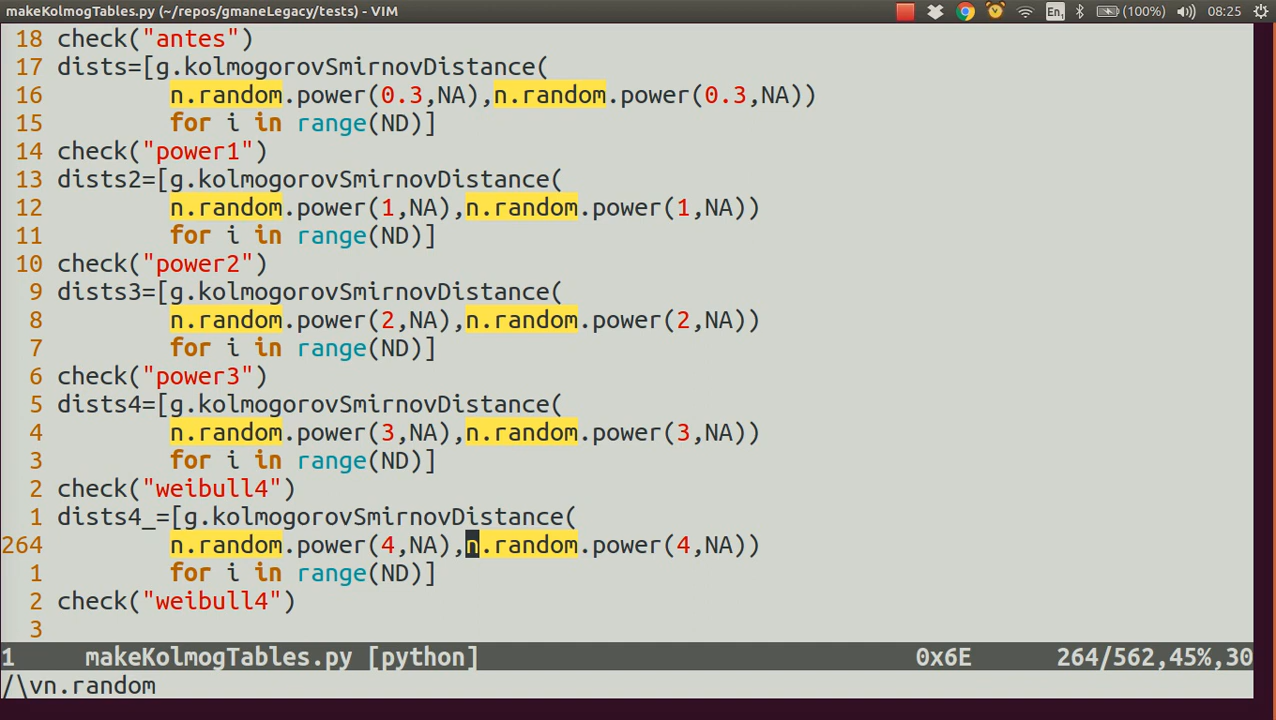 makeKolmogTables.py (~/repos/gmaneLegacy/tests) - VIM En1 (100%) 08:25
18 check("antes")
17 dists=[g.kolmogorovSmirnovDistance(
16 n.random.power(0.3,NA),n.random.power(0.3,NA))
15 for i in range(ND)]
14 check("power1")
13 dists2=[g.kolmogorovSmirnovDistance(
12 n.random.power(1,NA),n.random.power(1,NA))
11 for i in range(ND)]
10 check("power2")
9 dists3=[g.kolmogorovSmirnovDistance(
8 n.random.power(2,NA),n.random.power(2,NA))
7 for i in range(ND)]
6 check("power3")
5 dists4=[g.kolmogorovSmirnovDistance(
4 n.random.power(3,NA),n.random.power(3,NA))
3 for i in range(ND)]
2 check("weibull4")
1 dists4_=[g.kolmogorovSmirnovDistance(
264 n.random.power(4,NA),n.random.power(4,NA))
1 for i in range(ND)]
2 check("weibull4")
3
1 makeKolmogTables.py [python] 0x6E 264/562,45%,30
/\vn.random